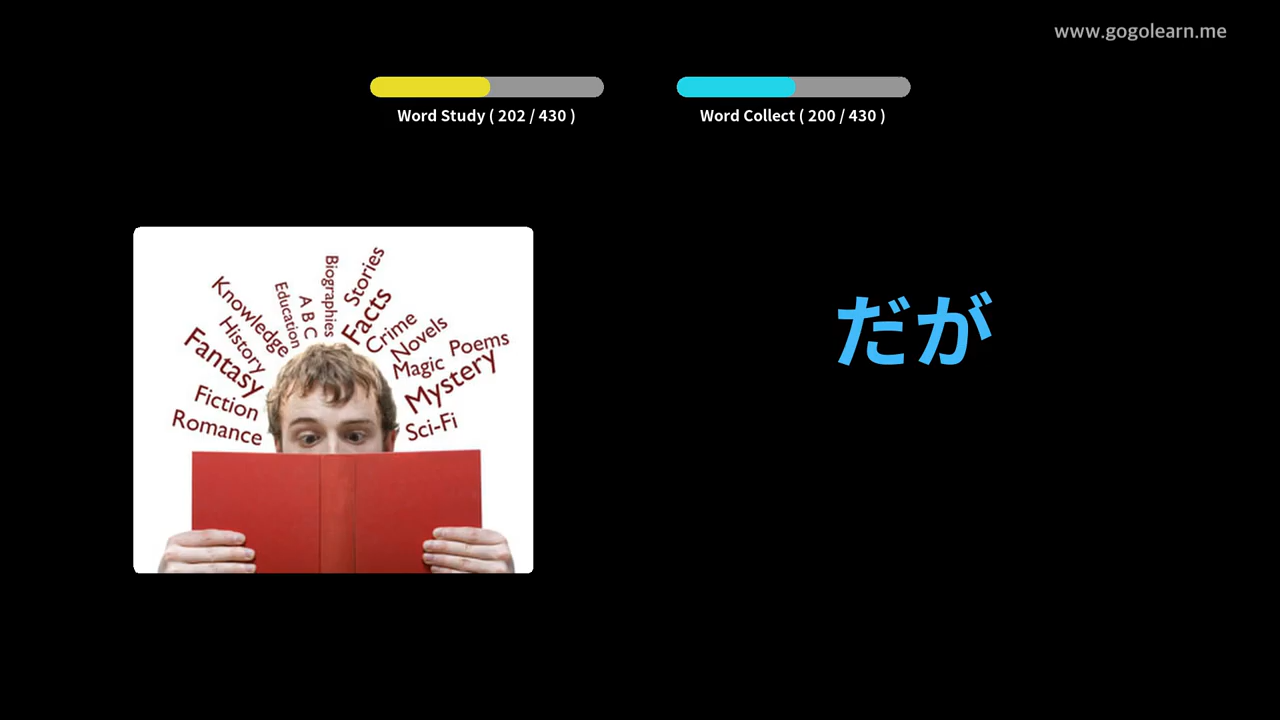 www.gogolearn.me
Word Study ( 202 / 430 )
Word Collect ( 200 / 430 )
だが
Knowledge
History
Fantasy
Fiction
Romance
Education
A B C
Biographies
Stories
Facts
Crime
Novels
Magic
Poems
Mystery
Sci-Fi